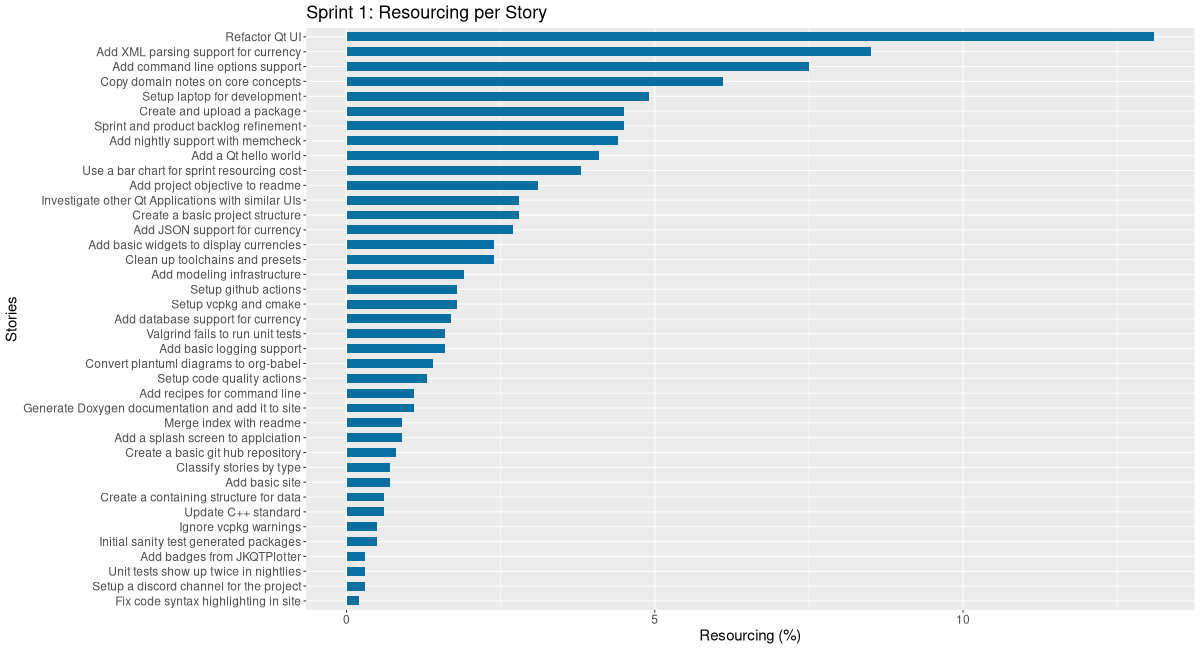 Sprint 1: Resourcing per Story
Refactor Qt UI
Add XML parsing support for currency
Add command line options support
Copy domain notes on core concepts
Setup laptop for development
Create and upload a package
Sprint and product backlog refinement
Add nightly support with memcheck
Add a Qt hello world
Use a bar chart for sprint resourcing cost
Add project objective to readme
Investigate other Qt Applications with similar UIs
Create a basic project structure
Add JSON support for currency
Add basic widgets to display currencies
Clean up toolchains and presets
Add modeling infrastructure
Setup github actions
Setup vcpkg and cmake
Add database support for currency
Valgrind fails to run unit tests
Add basic logging support
Convert plantuml diagrams to org-babel
Setup code quality actions
Add recipes for command line
Generate Doxygen documentation and add it to site
Merge index with readme
Add a splash screen to applciation
Create a basic git hub repository
Classify stories by type
Add basic site
Create a containing structure for data
Update C++ standard
Ignore vcpkg warnings
Initial sanity test generated packages
Add badges from JKQTPlotter
Unit tests show up twice in nightlies
Setup a discord channel for the project
Fix code syntax highlighting in site
Stories
0 5 10
Resourcing (%)